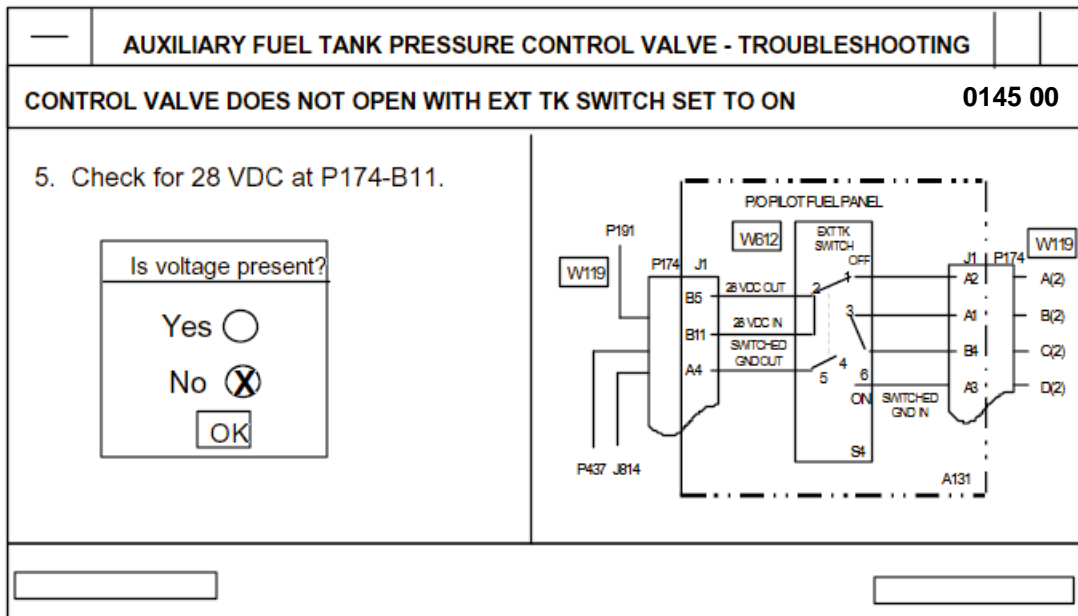 AUXILIARY FUEL TANK PRESSURE CONTROL VALVE - TROUBLESHOOTING
CONTROL VALVE DOES NOT OPEN WITH EXT TK SWITCH SET TO ON
0145 00
5. Check for 28 VDC at P174-B11.
Is voltage present?
Yes
No X
OK
P/O PILOT FUEL PANEL
P191
W612
EXT TK
SWITCH
OFF
W119
W119
P174
J1
J1
P174
B5
28 VDC OUT
2
1
A2
A(2)
B11
28 VDC IN
3
A1
B(2)
SWITCHED
GND OUT
A4
4
5
B4
C(2)
6
ON
SWITCHED
GND IN
A3
D(2)
S4
P437
J814
A131